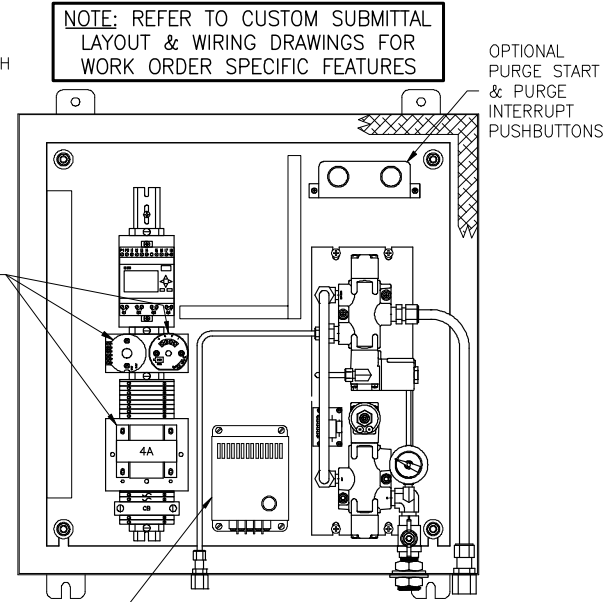 NOTE: REFER TO CUSTOM SUBMITTAL
LAYOUT & WIRING DRAWINGS FOR
WORK ORDER SPECIFIC FEATURES
H
OPTIONAL
PURGE START
& PURGE
INTERRUPT
PUSHBUTTONS
4A
CB